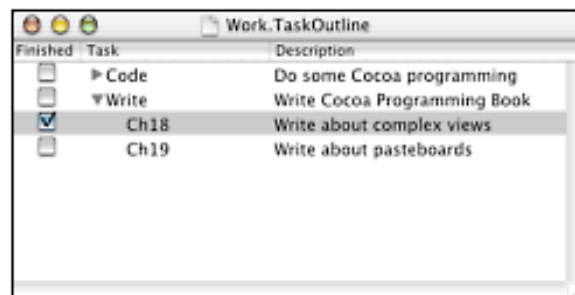 Work.TaskOutline
Finished Task Description
Code Do some Cocoa programming
Write Write Cocoa Programming Book
Ch18 Write about complex views
Ch19 Write about pasteboards